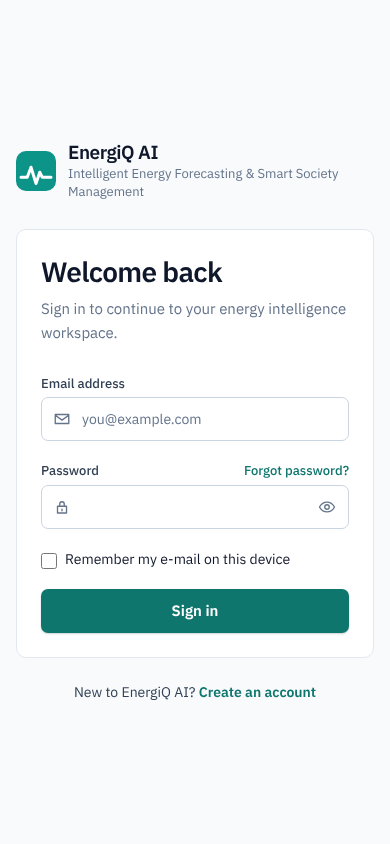 EnergiQ AI
Intelligent Energy Forecasting & Smart Society
Management
Welcome back
Sign in to continue to your energy intelligence
workspace.
Email address
you@example.com
Password
Forgot password?
Remember my e-mail on this device
Sign in
New to EnergiQ AI? Create an account